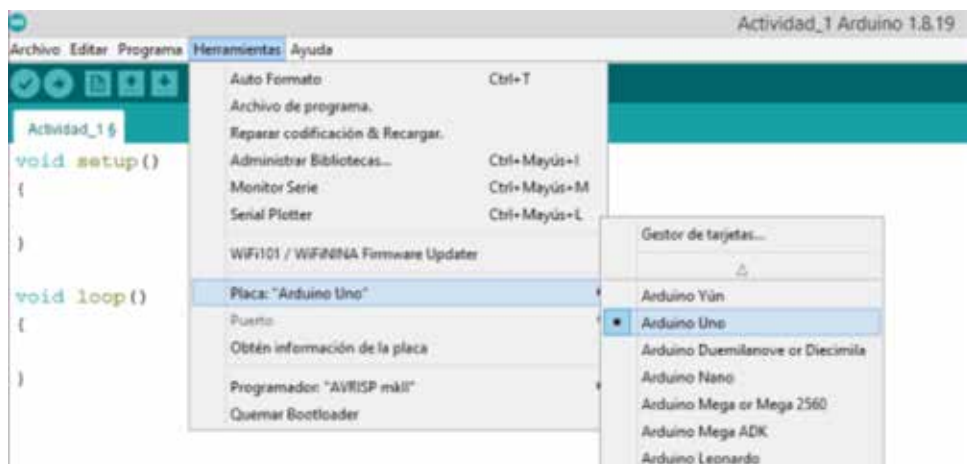 Actividad_1 Arduino 1.8.19
Archivo Editar Programa Herramientas Ayuda
Actividad_1 §
void setup()
{
}
void loop()
{
}
Auto Formato Ctrl+T
Archivo de programa.
Reparar codificación & Recargar.
Administrar Bibliotecas... Ctrl+Mayús+I
Monitor Serie Ctrl+Mayús+M
Serial Plotter Ctrl+Mayús+L
WiFi101 / WiFiNINA Firmware Updater
Placa: "Arduino Uno"
Puerto
Obtén información de la placa
Programador: "AVRISP mkII"
Quemar Bootloader
Gestor de tarjetas...
Arduino Yún
Arduino Uno
Arduino Duemilanove or Diecimila
Arduino Nano
Arduino Mega or Mega 2560
Arduino Mega ADK
Arduino Leonardo